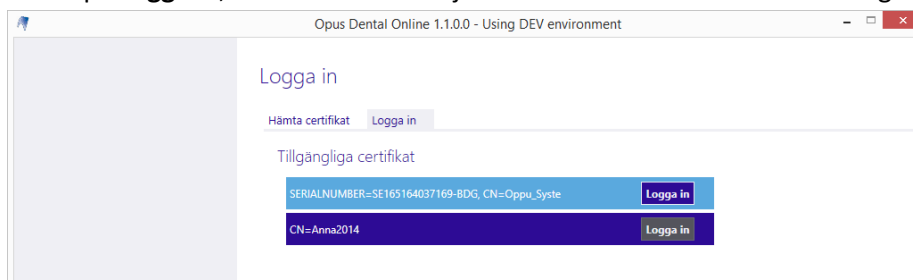 Opus Dental Online 1.1.0.0 - Using DEV environment
Logga in
Hämta certifikat Logga in
Tillgängliga certifikat
SERIALNUMBER=SE165164037169-BDG, CN=Oppu_Syste Logga in
CN=Anna2014 Logga in